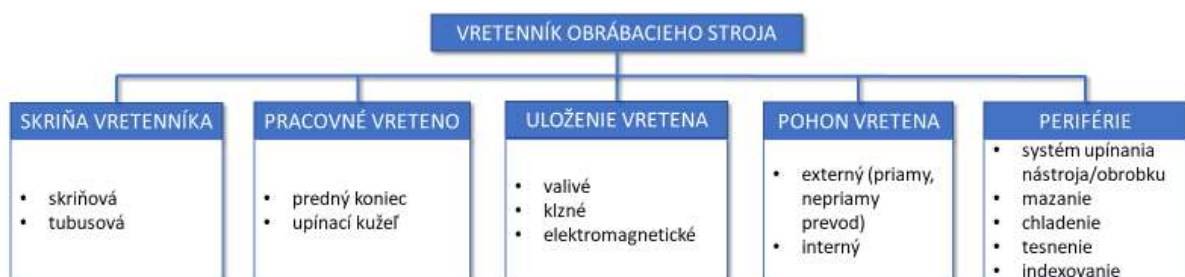 VRETENNÍK OBRÁBACIEHO STROJA
SKRIŇA VRETENNÍKA
• skriňová
• tubusová
PRACOVNÉ VRETENO
• predný koniec
• upínací kužeľ
ULOŽENIE VRETENA
• valivé
• klzné
• elektromagnetické
POHON VRETENA
• externý (priamy,
nepriamy
prevod)
• interný
PERIFÉRIE
• systém upínania
nástroja/obrobku
• mazanie
• chladenie
• tesnenie
• indexovanie